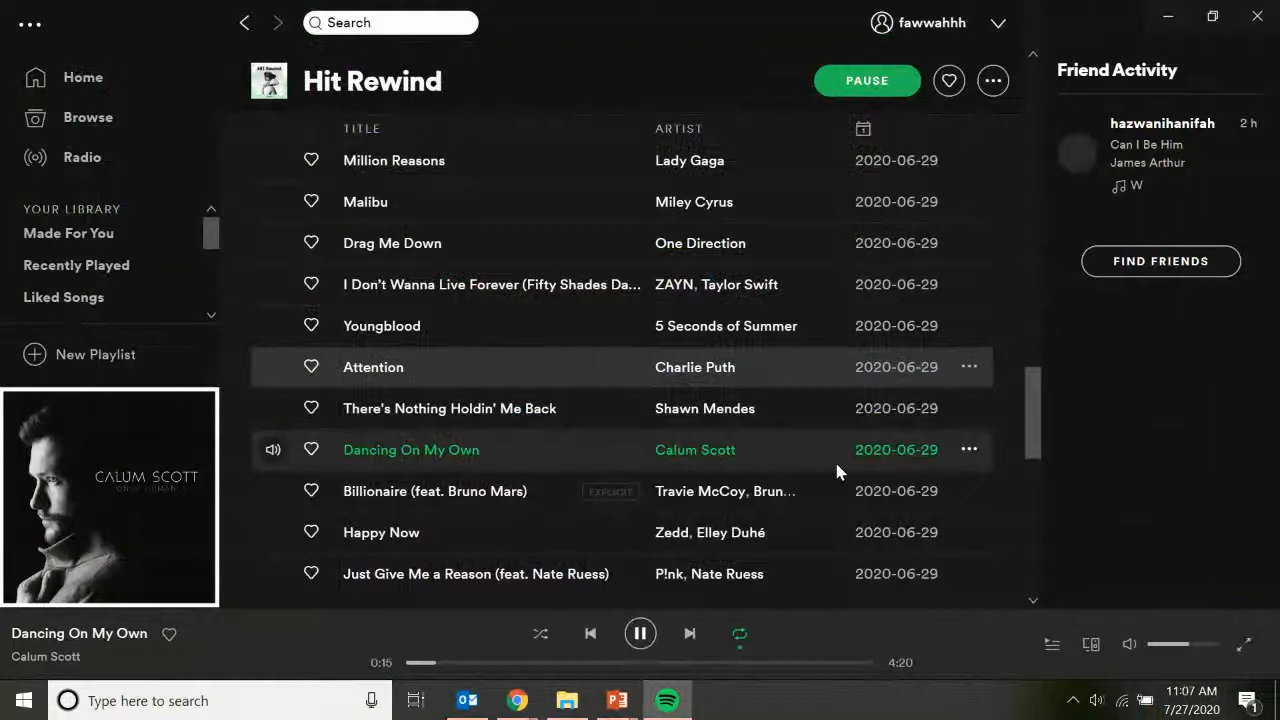 Search
fawwahhh
Home
Browse
Radio
YOUR LIBRARY
Made For You
Recently Played
Liked Songs
New Playlist
Hit Rewind
PAUSE
TITLE ARTIST
Million Reasons Lady Gaga 2020-06-29
Malibu Miley Cyrus 2020-06-29
Drag Me Down One Direction 2020-06-29
I Don't Wanna Live Forever (Fifty Shades Da... ZAYN, Taylor Swift 2020-06-29
Youngblood 5 Seconds of Summer 2020-06-29
Attention Charlie Puth 2020-06-29
There's Nothing Holdin' Me Back Shawn Mendes 2020-06-29
Dancing On My Own Calum Scott 2020-06-29
Billionaire (feat. Bruno Mars) EXPLICIT Travie McCoy, Brun... 2020-06-29
Happy Now Zedd, Elley Duhé 2020-06-29
Just Give Me a Reason (feat. Nate Ruess) P!nk, Nate Ruess 2020-06-29
Friend Activity
hazwanihanifah 2 h
Can I Be Him
James Arthur
W
FIND FRIENDS
CALUM SCOTT
ONLY HUMAN
Dancing On My Own
Calum Scott
0:15 4:20
Type here to search
11:07 AM
7/27/2020